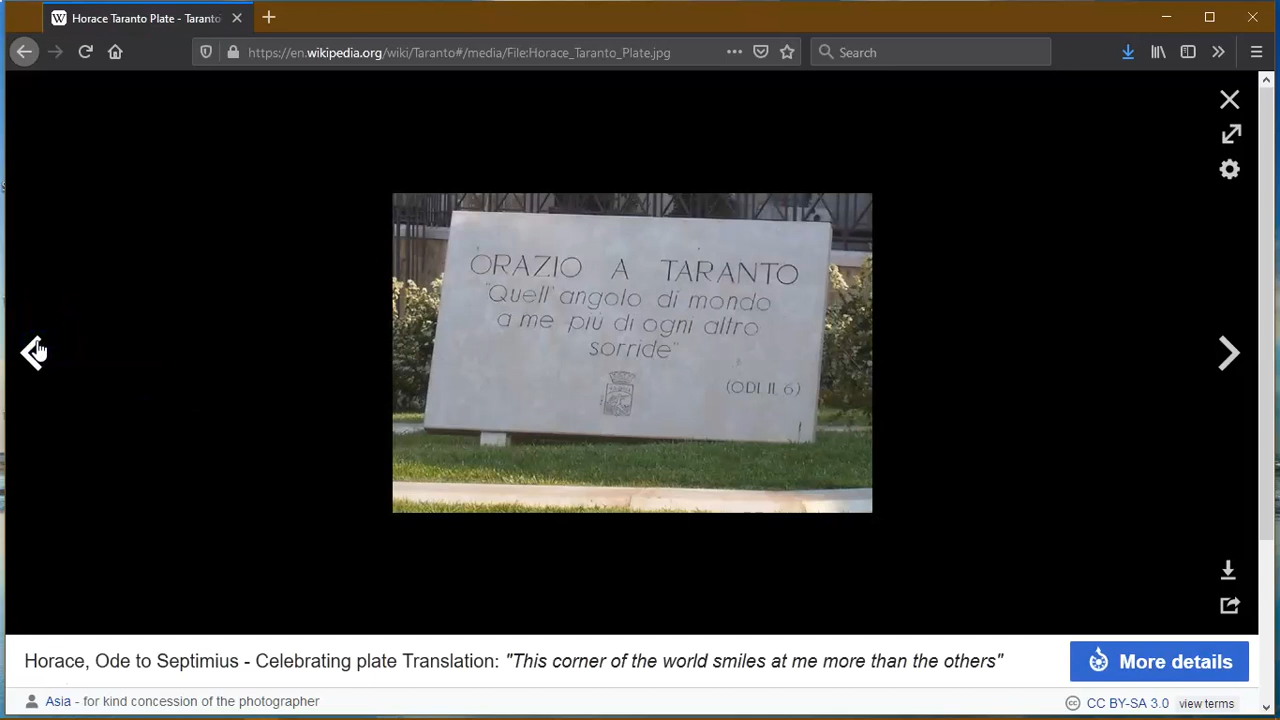 Horace Taranto Plate - Taranto
https://en.wikipedia.org/wiki/Taranto#/media/File:Horace_Taranto_Plate.jpg
Search
ORAZIO A TARANTO
"Quell'angolo di mondo
a me più di ogni altro
sorride"
(ODI II, 6)
Horace, Ode to Septimius - Celebrating plate Translation: "This corner of the world smiles at me more than the others"
More details
Asia - for kind concession of the photographer
CC BY-SA 3.0 view terms